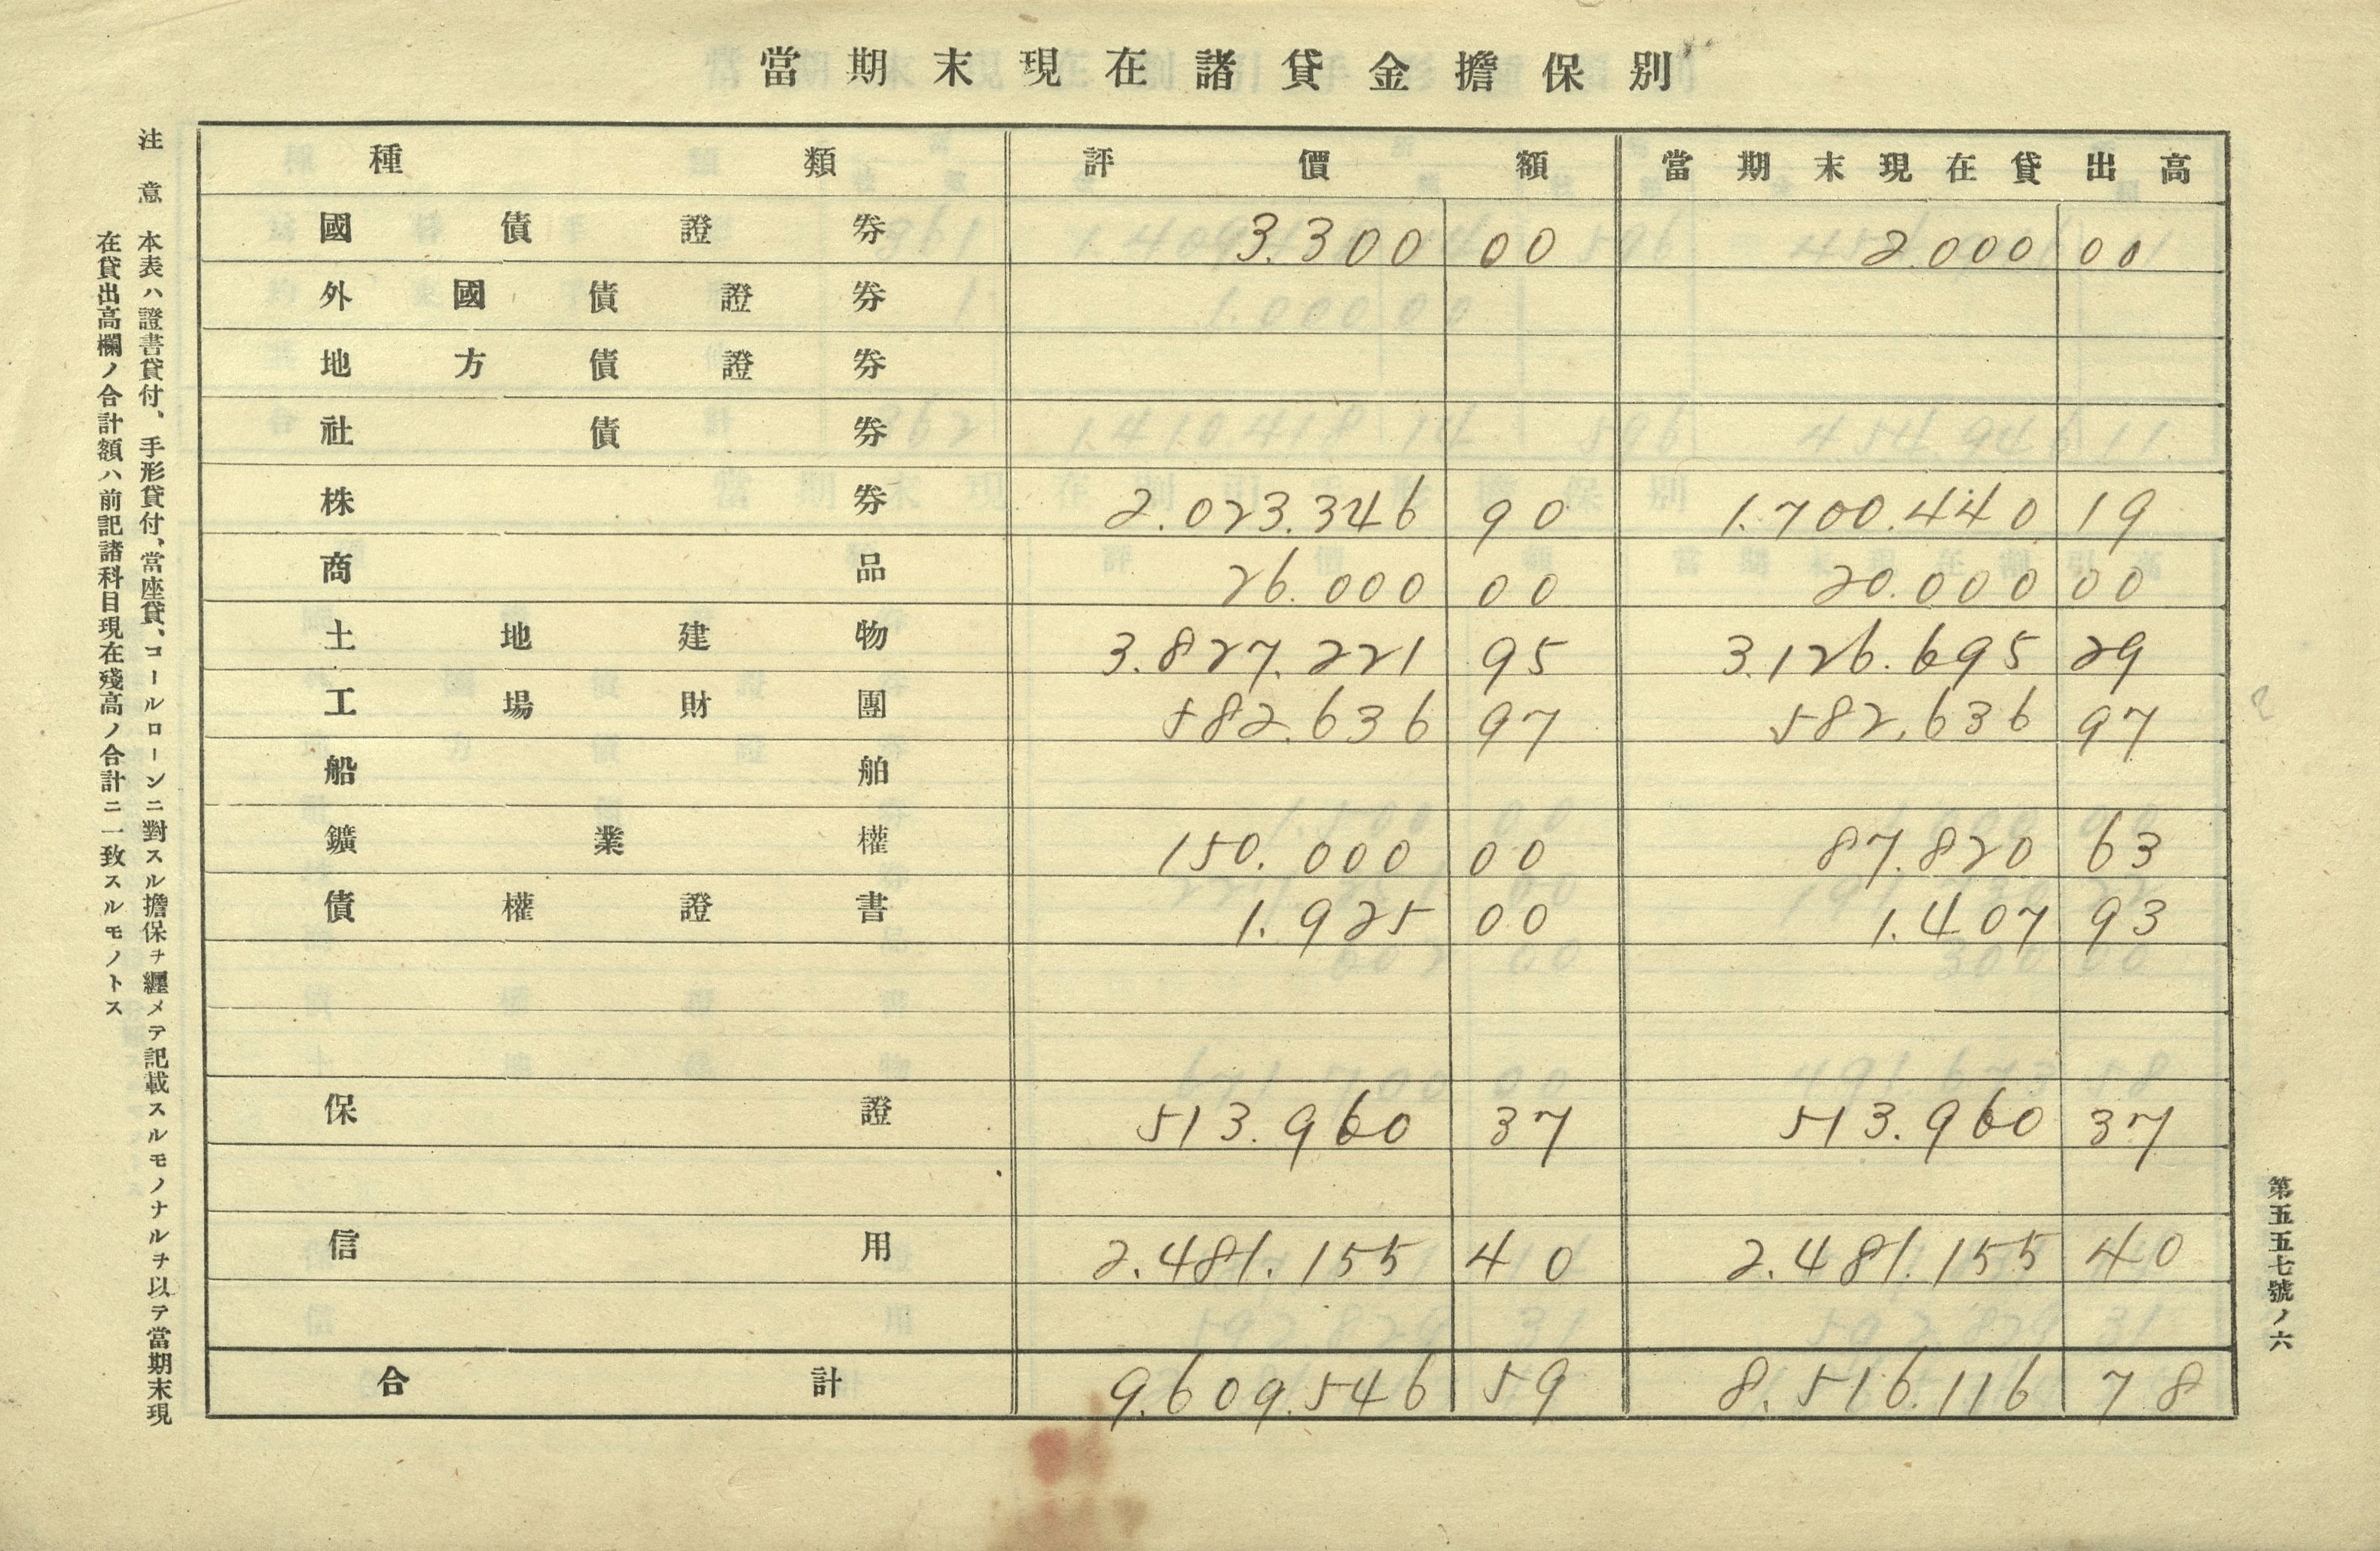 當期末現在諸貸金擔保別
種類 評價額 當期末現在貸出高
國債證券 3.300 00 2.000 00
外國債證券
地方債證券
社債券
株券 2.023.346 90 1.700.440 19
商品 26.000 00 20.000 00
土地建物 3.827.221 95 3.126.695 29
工場財團 582.636 97 582.636 97
船舶
鑛業權 150.000 00 87.820 63
債權證書 1.925 00 1.407 93
保證 513.960 37 513.960 37
信用 2.481.155 40 2.481.155 40
合計 9.609.546 59 8.516.116 78
注意 本表ハ證書貸付、手形貸付、當座貸、コールローンニ對スル擔保ヲ纒メテ記載スルモノナルヲ以テ當期末現
在貸出高欄ノ合計額ハ前記諸科目現在殘高ノ合計ニ一致スルモノトス
第五五七號ノ六